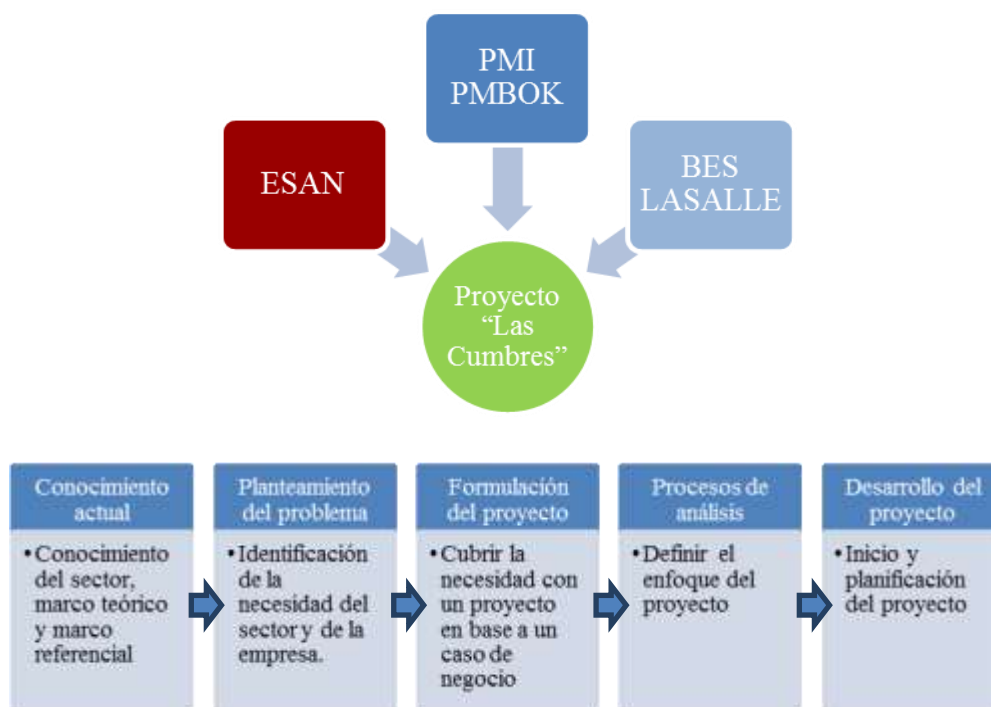 PMI
PMBOK
ESAN
BES
LASALLE
Proyecto
“Las
Cumbres”
Conocimiento
actual
•Conocimiento
del sector,
marco teórico
y marco
referencial
Planteamiento
del problema
•Identificación
de la
necesidad del
sector y de la
empresa.
Formulación
del proyecto
•Cubrir la
necesidad con
un proyecto
en base a un
caso de
negocio
Procesos de
análisis
•Definir el
enfoque del
proyecto
Desarrollo del
proyecto
•Inicio y
planificación
del proyecto